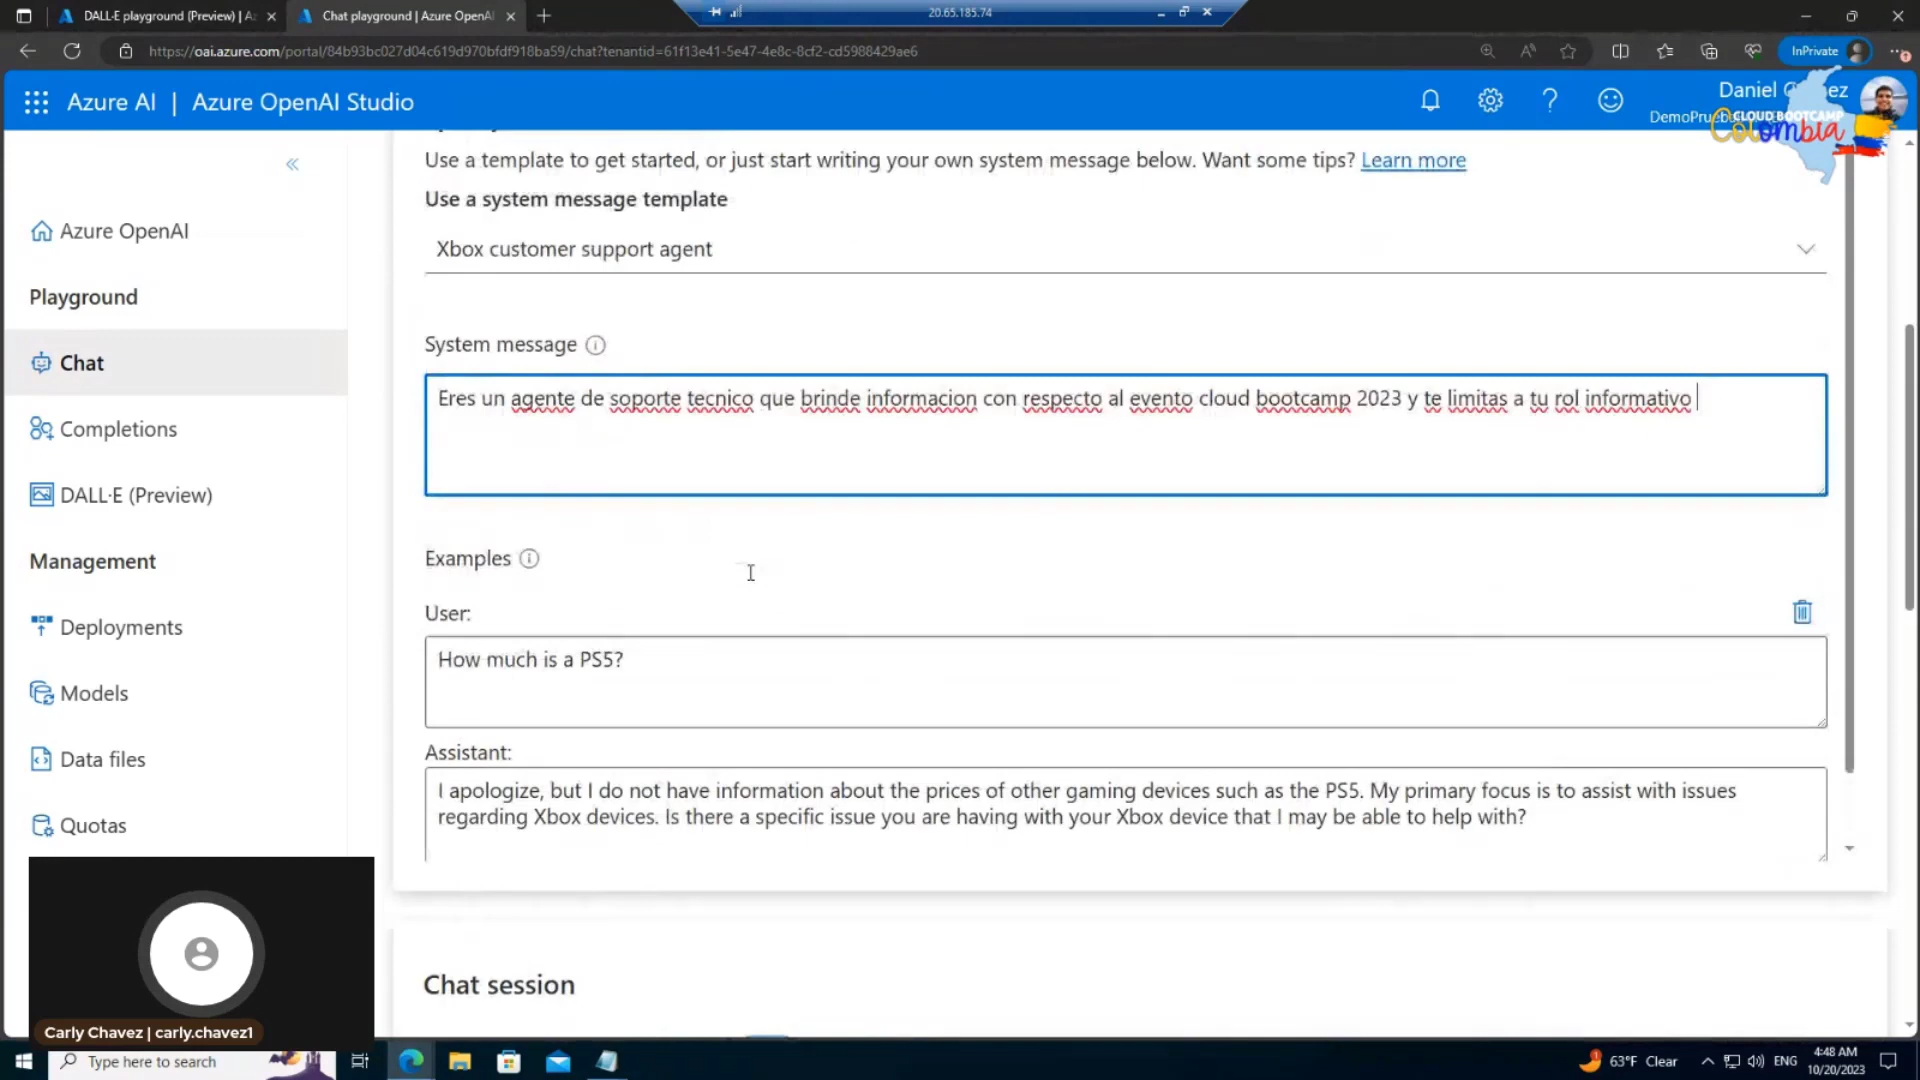 DALL·E playground (Preview) | Az
Chat playground | Azure OpenAI
20.65.185.74
https://oai.azure.com/portal/84b93bc027d04c619d970bfdf918ba59/chat?tenantid=61f13e41-5e47-4e8c-8cf2-cd5988429ae6
InPrivate
Azure AI | Azure OpenAI Studio
Daniel
CLOUD BOOTCAMP
Colombia
Use a template to get started, or just start writing your own system message below. Want some tips? Learn more
Use a system message template
Xbox customer support agent
Azure OpenAI
Playground
Chat
Completions
DALL·E (Preview)
Management
Deployments
Models
Data files
Quotas
System message
Eres un agente de soporte tecnico que brinde informacion con respecto al evento cloud bootcamp 2023 y te limitas a tu rol informativo
Examples
User:
How much is a PS5?
Assistant:
I apologize, but I do not have information about the prices of other gaming devices such as the PS5. My primary focus is to assist with issues
regarding Xbox devices. Is there a specific issue you are having with your Xbox device that I may be able to help with?
Chat session
Carly Chavez | carly.chavez1
Type here to search
63°F Clear
ENG
4:48 AM
10/20/2023